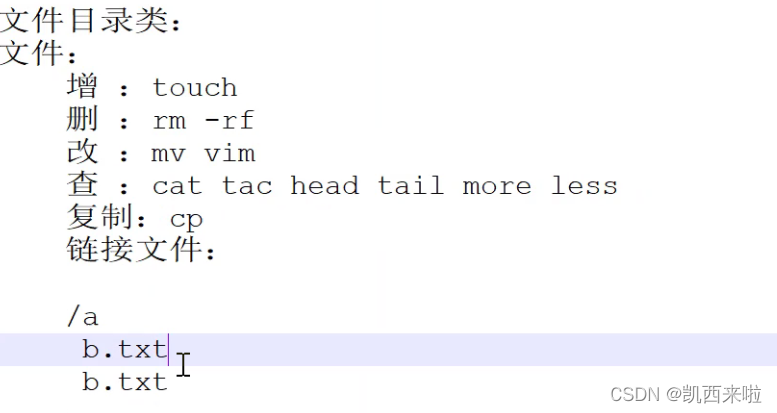 文件目录类：
文件：
增 ： touch
删 ： rm -rf
改 ： mv vim
查 ： cat tac head tail more less
复制： cp
链接文件：
/a
b.txt
b.txt
CSDN @凯西来啦